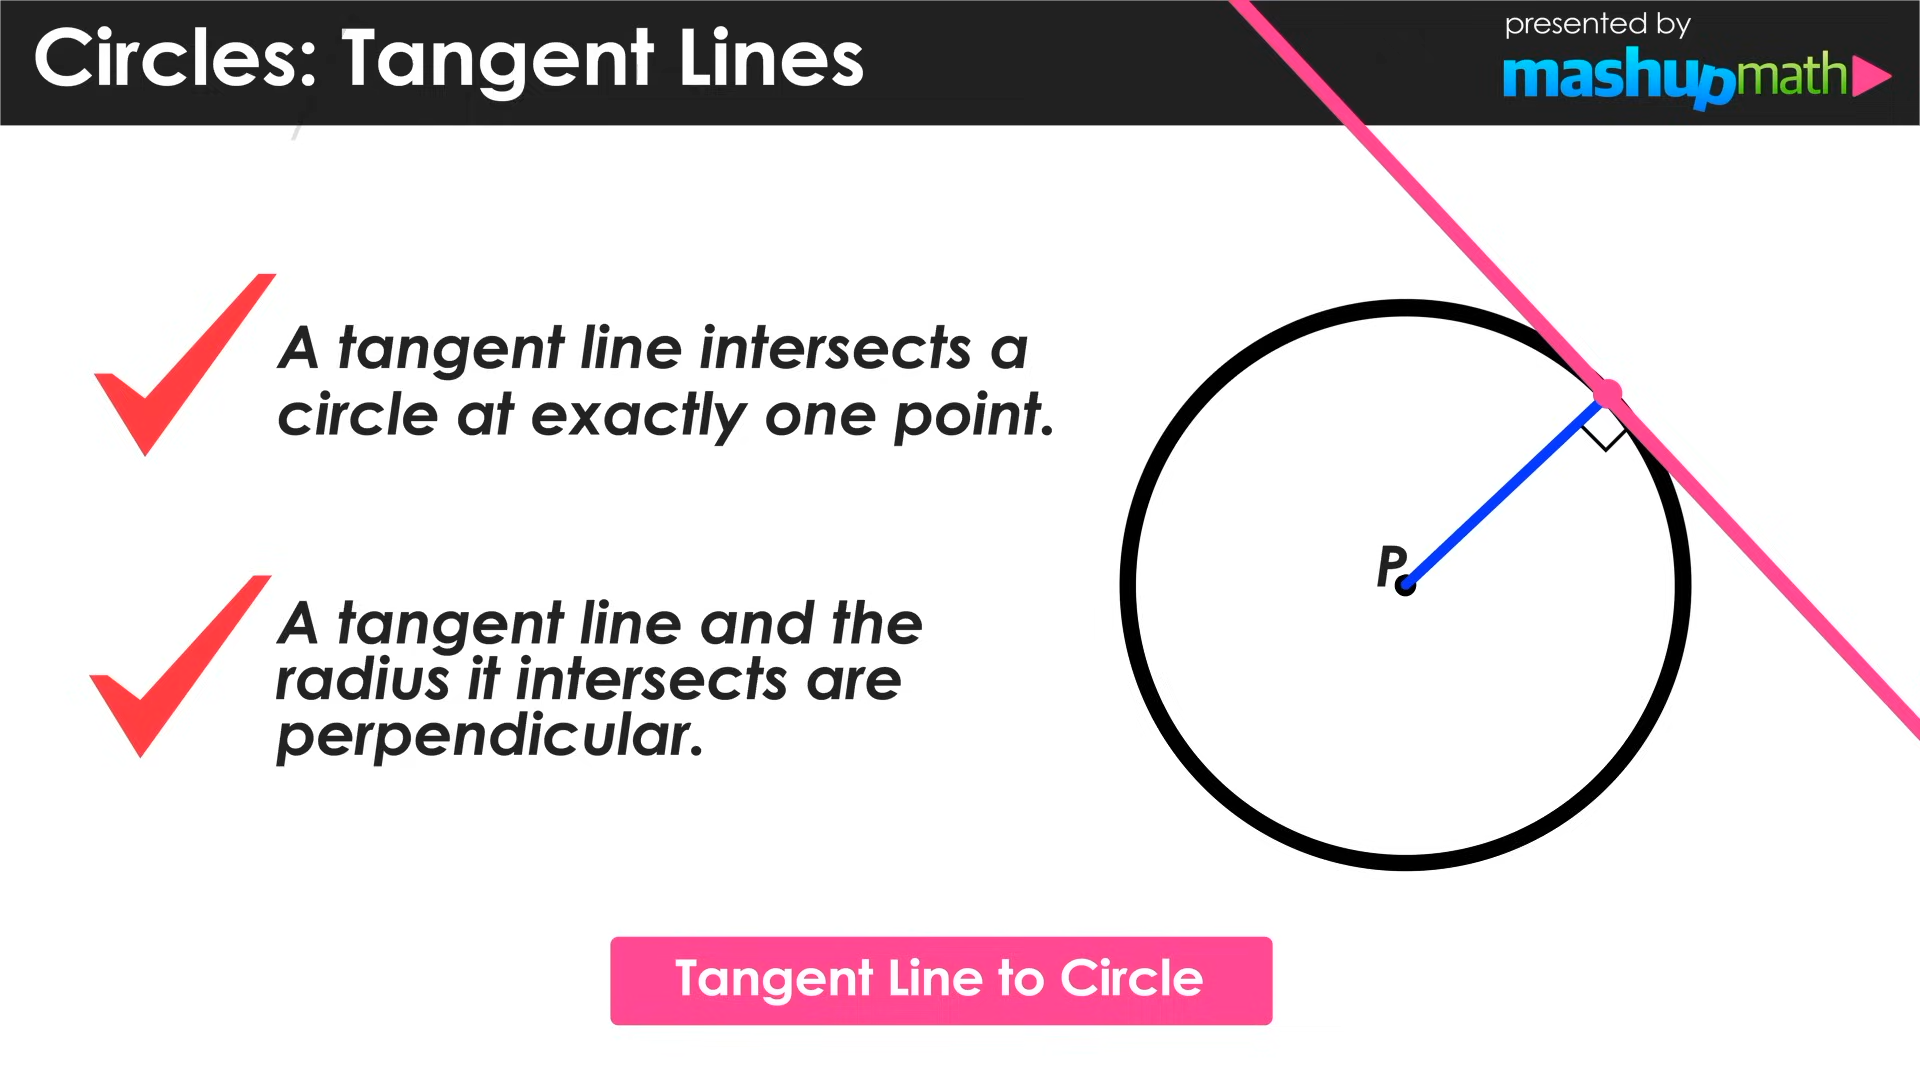 Circles: Tangent Lines
presented by
mashupmath
A tangent line intersects a
circle at exactly one point.
A tangent line and the
radius it intersects are
perpendicular.
P
Tangent Line to Circle